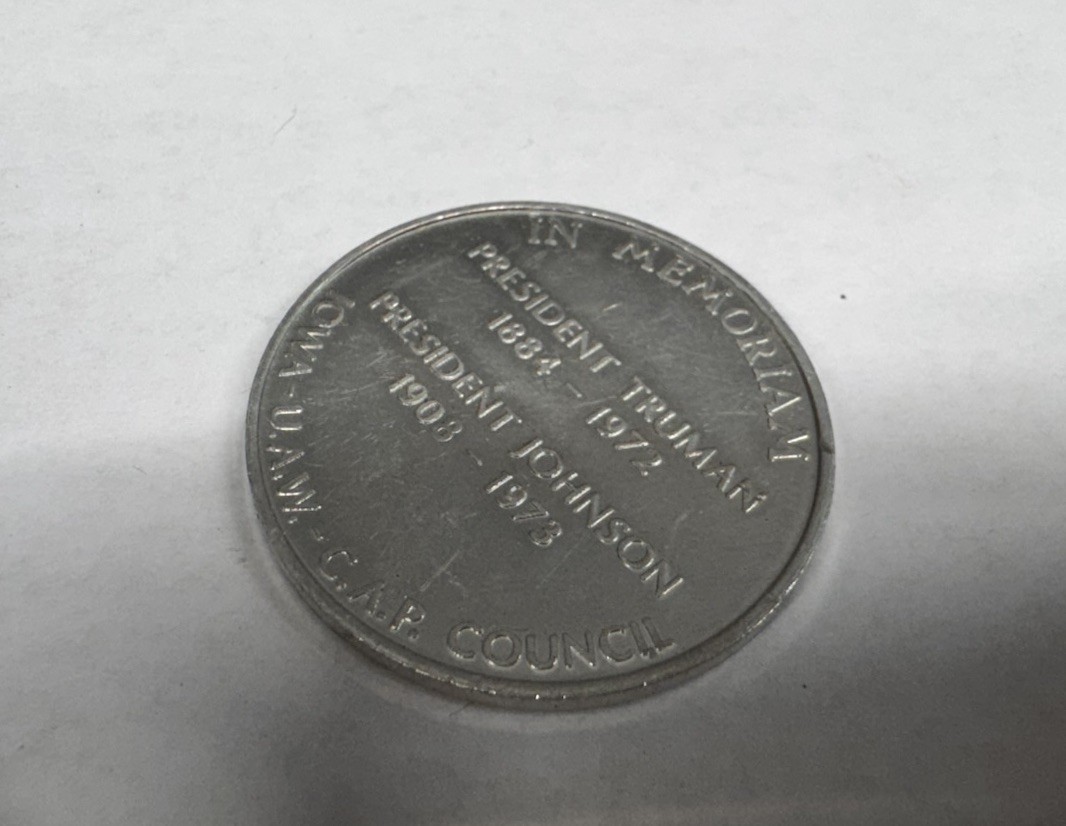 IN MEMORIAM
PRESIDENT TRUMAN
1884 - 1972
PRESIDENT JOHNSON
1908 - 1973
IOWA-U.A.W. - C.A.P. COUNCIL